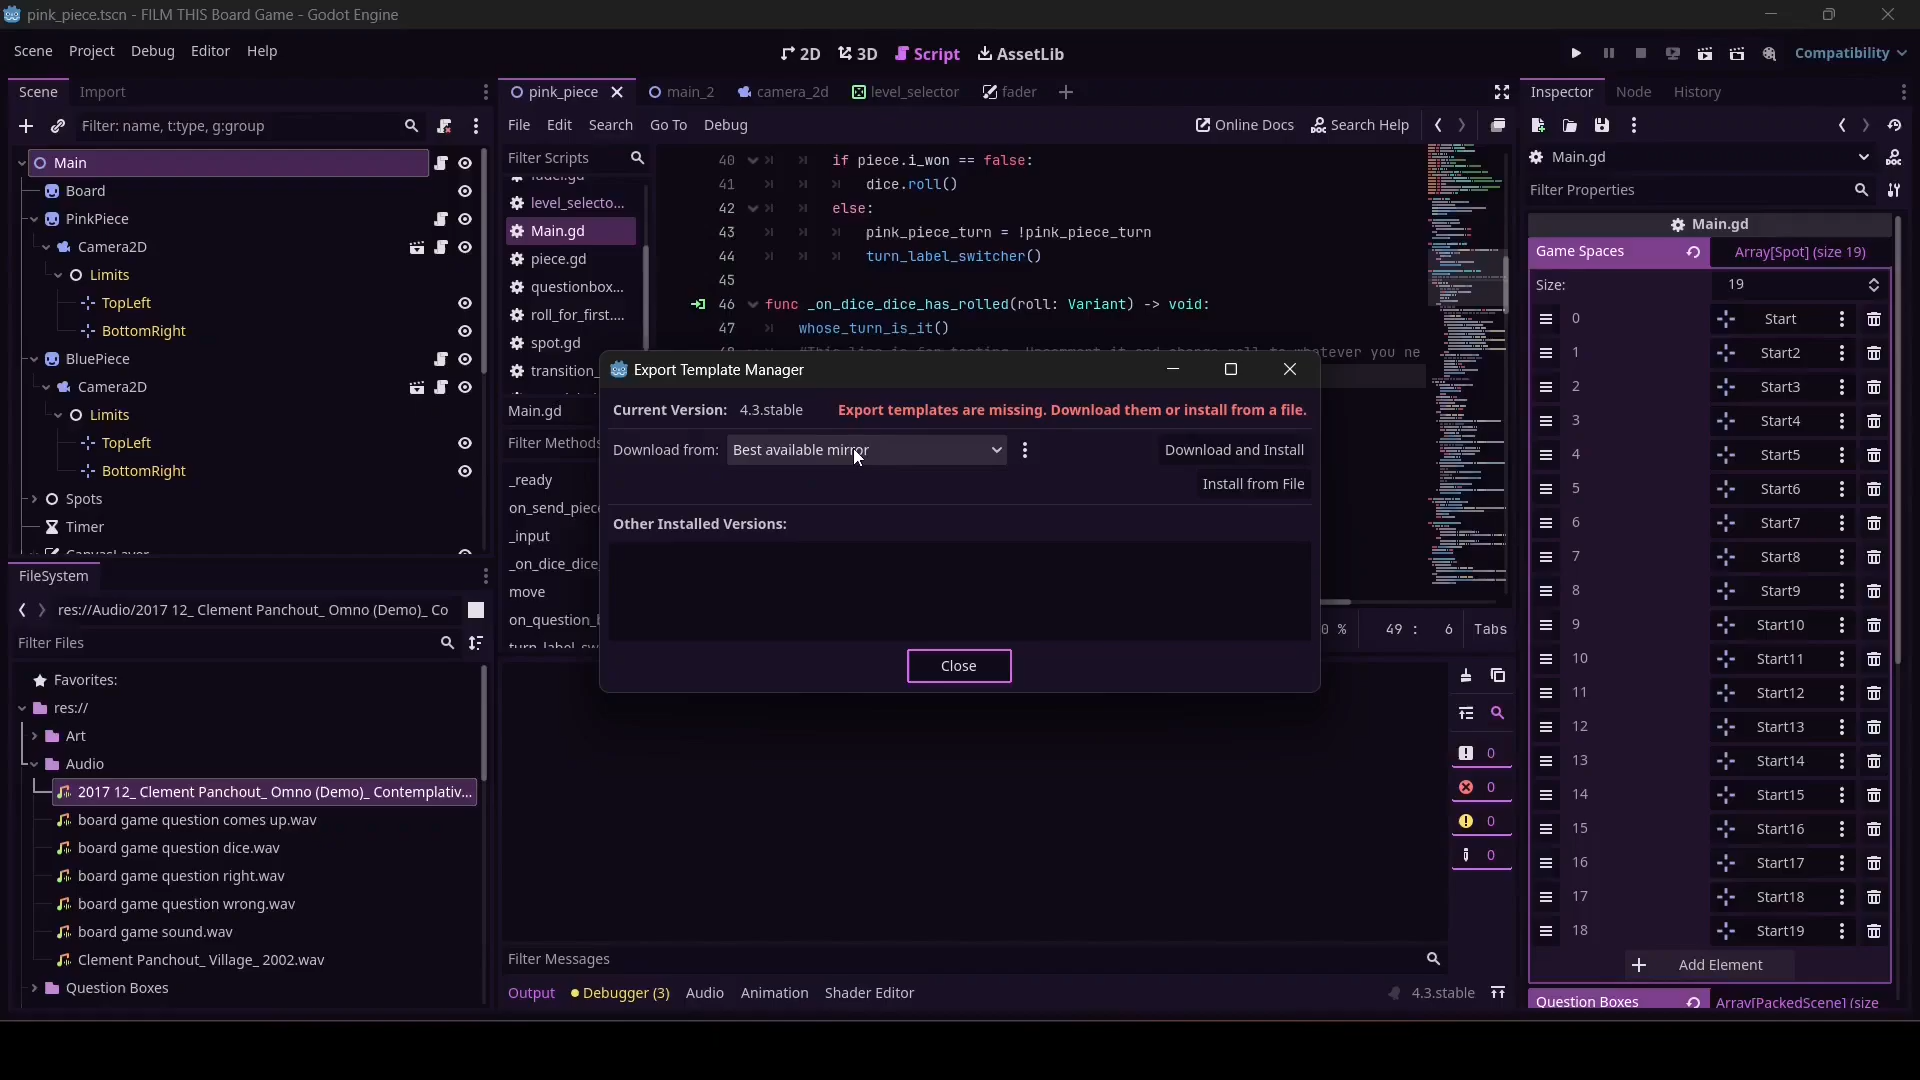 pink_piece.tscn - FILM THIS Board Game - Godot Engine
Scene Project Debug Editor Help
2D 3D Script AssetLib
Compatibility
Scene Import
Filter: name, t:type, g:group
Main
Board
PinkPiece
Camera2D
Limits
TopLeft
BottomRight
BluePiece
Camera2D
Limits
TopLeft
BottomRight
Spots
Timer
CanvasLayer
FileSystem
res://Audio/2017 12_ Clement Panchout_ Omno (Demo)_ Co
Filter Files
Favorites:
res://
Art
Audio
2017 12_ Clement Panchout_ Omno (Demo)_ Contemplativ...
board game question comes up.wav
board game question dice.wav
board game question right.wav
board game question wrong.wav
board game sound.wav
Clement Panchout_ Village_ 2002.wav
Question Boxes
pink_piece main_2 camera_2d level_selector fader
File Edit Search Go To Debug
Online Docs Search Help
Filter Scripts
fader.gd
level_selecto...
Main.gd
piece.gd
questionbox...
roll_for_first....
spot.gd
transition_
Main.gd
Filter Methods
_ready
on_send_piec
_input
_on_dice_dice_
move
on_question_b
40 if piece.i_won == false:
41 dice.roll()
42 else:
43 pink_piece_turn = !pink_piece_turn
44 turn_label_switcher()
45
46 func _on_dice_dice_has_rolled(roll: Variant) -> void:
47 whose_turn_is_it()
Export Template Manager
Current Version: 4.3.stable Export templates are missing. Download them or install from a file.
Download from: Best available mirror Download and Install
Install from File
Other Installed Versions:
Close
0 % 49 : 6 Tabs
0
0
0
0
Filter Messages
Output Debugger (3) Audio Animation Shader Editor
4.3.stable
Inspector Node History
Main.gd
Filter Properties
Main.gd
Game Spaces Array[Spot] (size 19)
Size: 19
0 Start
1 Start2
2 Start3
3 Start4
4 Start5
5 Start6
6 Start7
7 Start8
8 Start9
9 Start10
10 Start11
11 Start12
12 Start13
13 Start14
14 Start15
15 Start16
16 Start17
17 Start18
18 Start19
Add Element
Question Boxes Array[PackedScene] (size